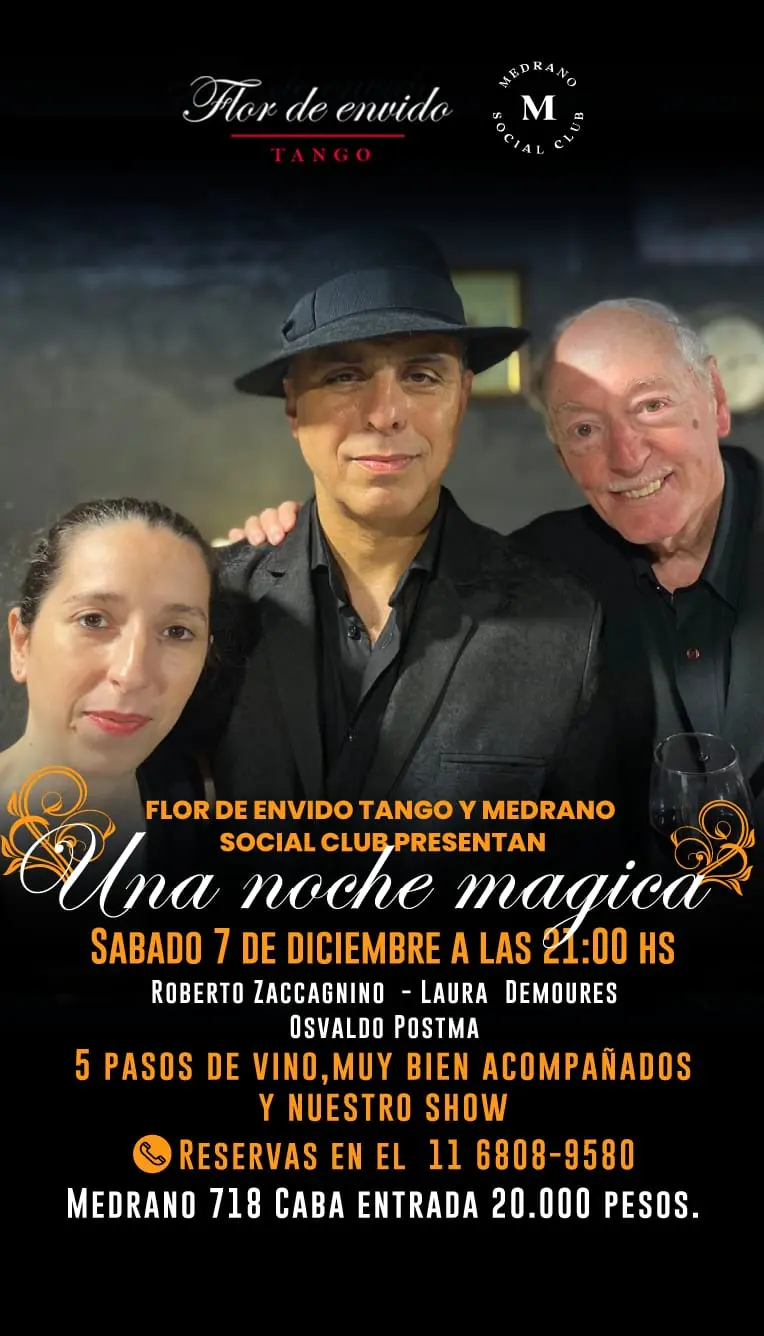 Flor de envido
TANGO
MEDRANO
M
SOCIAL CLUB
FLOR DE ENVIDO TANGO Y MEDRANO
SOCIAL CLUB PRESENTAN
Una noche magica
SABADO 7 DE DICIEMBRE A LAS 21:00 HS
ROBERTO ZACCAGNINO - LAURA DEMOURES
OSVALDO POSTMA
5 PASOS DE VINO,MUY BIEN ACOMPAÑADOS
Y NUESTRO SHOW
RESERVAS EN EL 11 6808-9580
MEDRANO 718 CABA ENTRADA 20.000 PESOS.